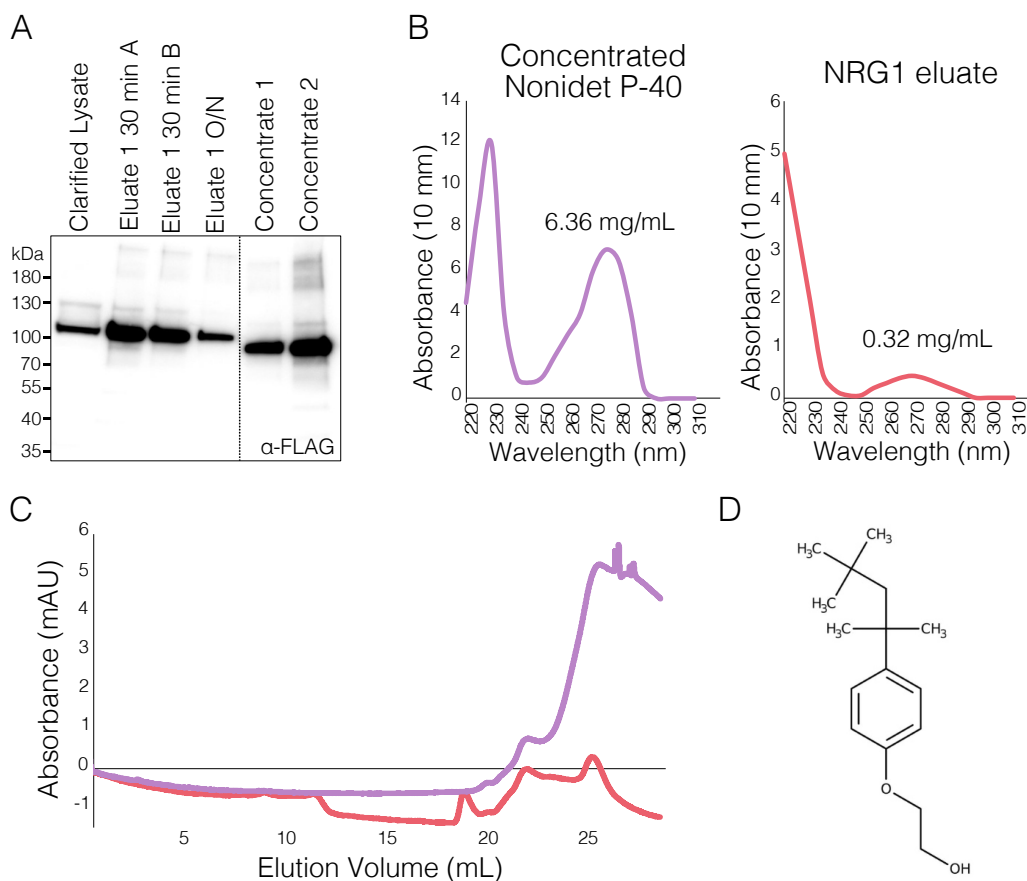 A
Clarified Lysate
Eluate 1 30 min A
Eluate 1 30 min B
Eluate 1 O/N
Concentrate 1
Concentrate 2
kDa
180
130
100
70
55
40
35
α-FLAG
B
Concentrated
Nonidet P-40
14
12
10
8
6
4
2
0
6.36 mg/mL
Absorbance (10 mm)
220
230
240
250
260
270
280
290
300
310
Wavelength (nm)
NRG1 eluate
6
5
4
3
2
1
0
0.32 mg/mL
Absorbance (10 mm)
220
230
240
250
260
270
280
290
300
310
Wavelength (nm)
C
6
5
4
3
2
1
0
-1
Absorbance (mAU)
5
10
15
20
25
Elution Volume (mL)
D
H₃C
CH₃
H₃C
H₃C
CH₃
O
OH